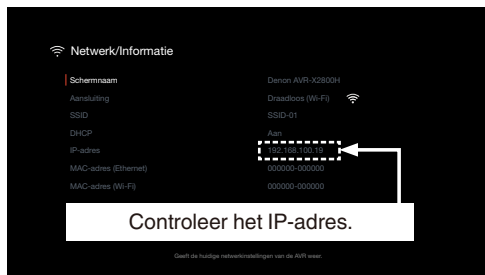 Netwerk/Informatie
Schermnaam Denon AVR-X2800H
Aansluiting Draadloos (Wi-Fi)
SSID SSID-01
DHCP Aan
IP-adres 192.168.100.19
MAC-adres (Ethernet) 000000-000000
MAC-adres (Wi-Fi) 000000-000000
Controleer het IP-adres.
Geeft de huidige netwerkinstellingen van de AVR weer.